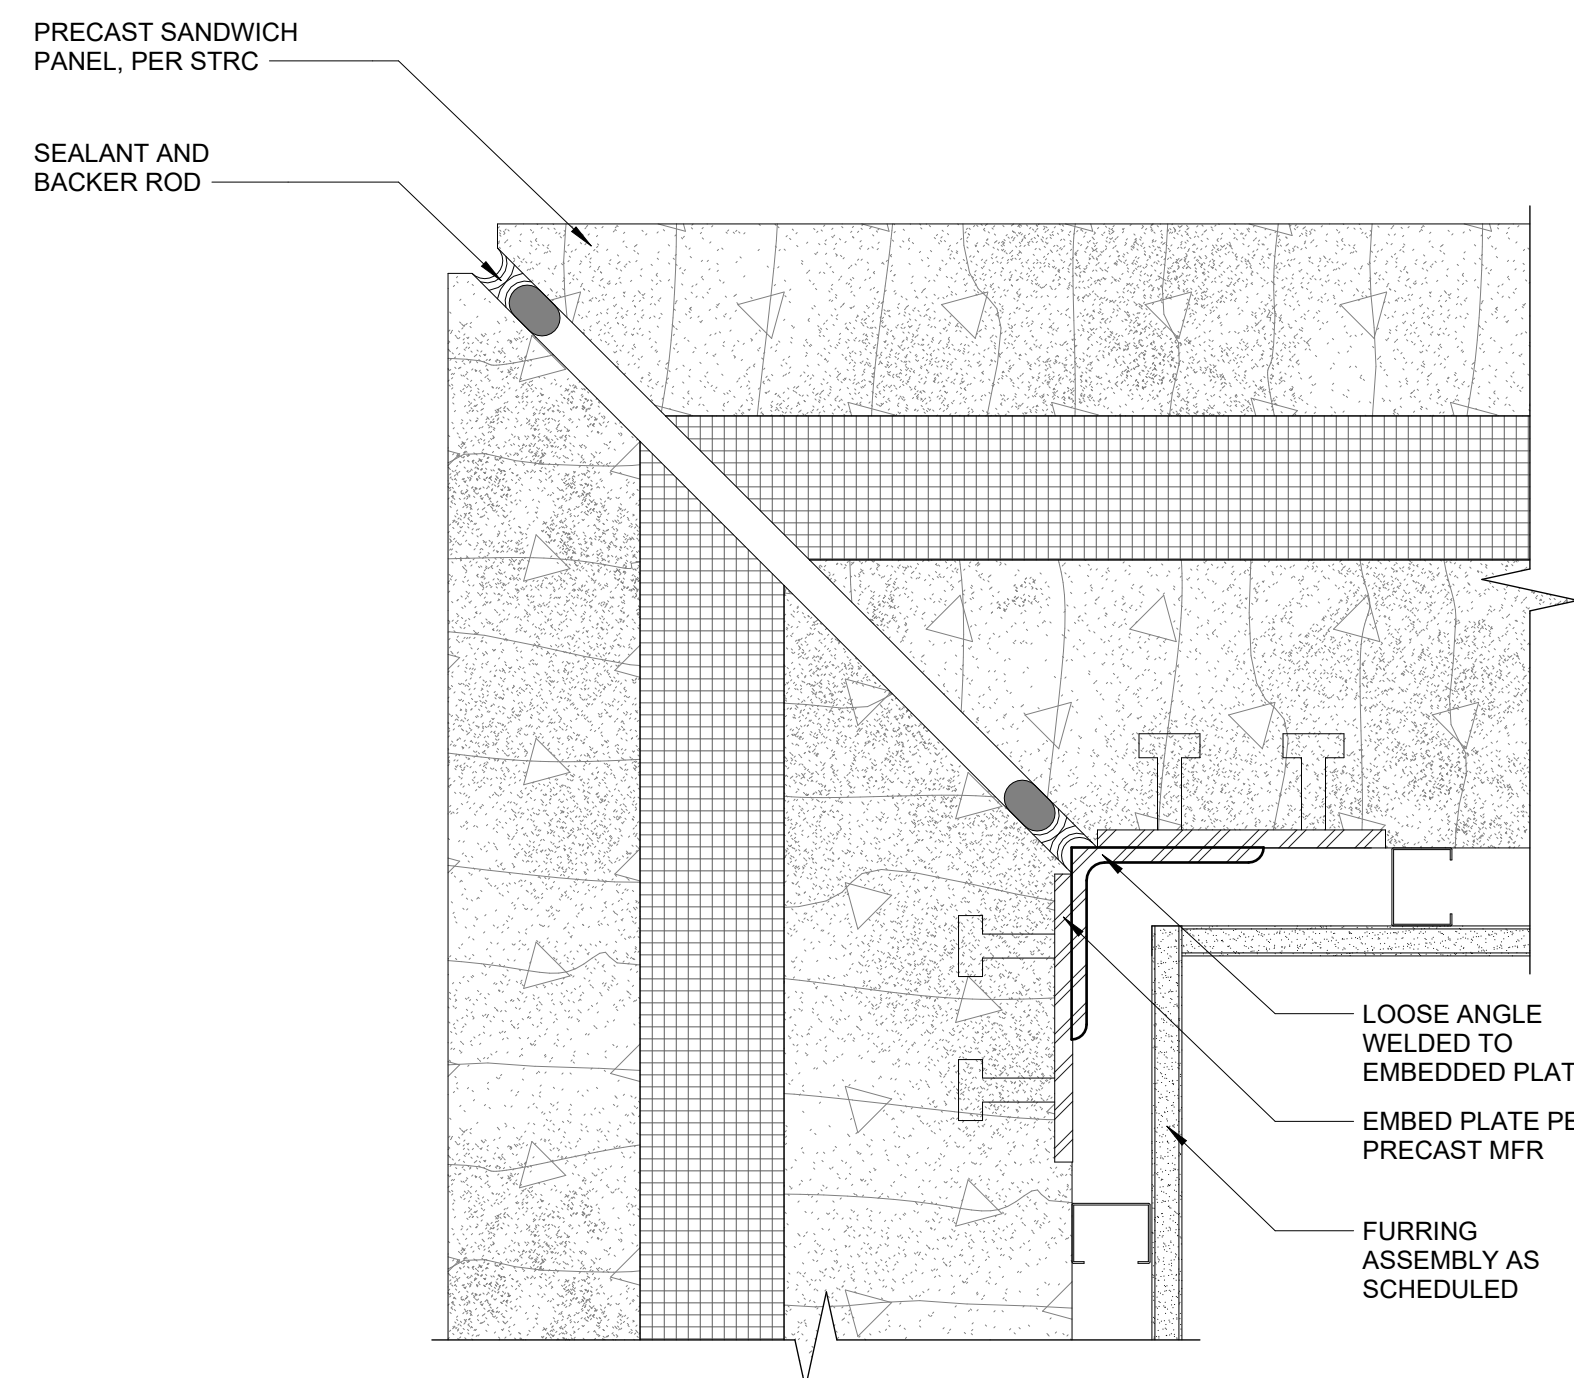 PRECAST SANDWICH
PANEL, PER STRC
SEALANT AND
BACKER ROD
LOOSE ANGLE
WELDED TO
EMBEDDED PLAT
EMBED PLATE PE
PRECAST MFR
FURRING
ASSEMBLY AS
SCHEDULED